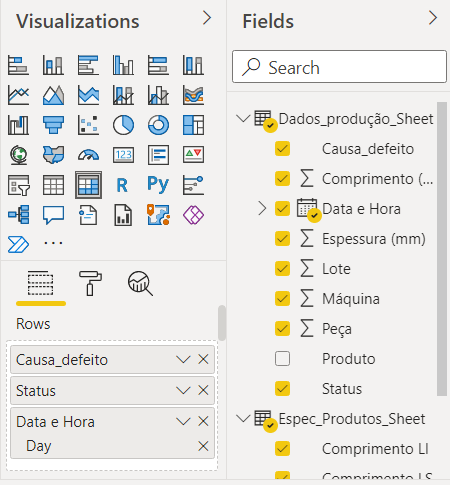 Visualizations
123
R
Py
Rows
Causa_defeito
Status
Data e Hora
Day
Fields
Search
Dados_produção_Sheet
Causa_defeito
Comprimento (...
Data e Hora
Espessura (mm)
Lote
Máquina
Peça
Produto
Status
Espec_Produtos_Sheet
Comprimento LI
Comprimento LS